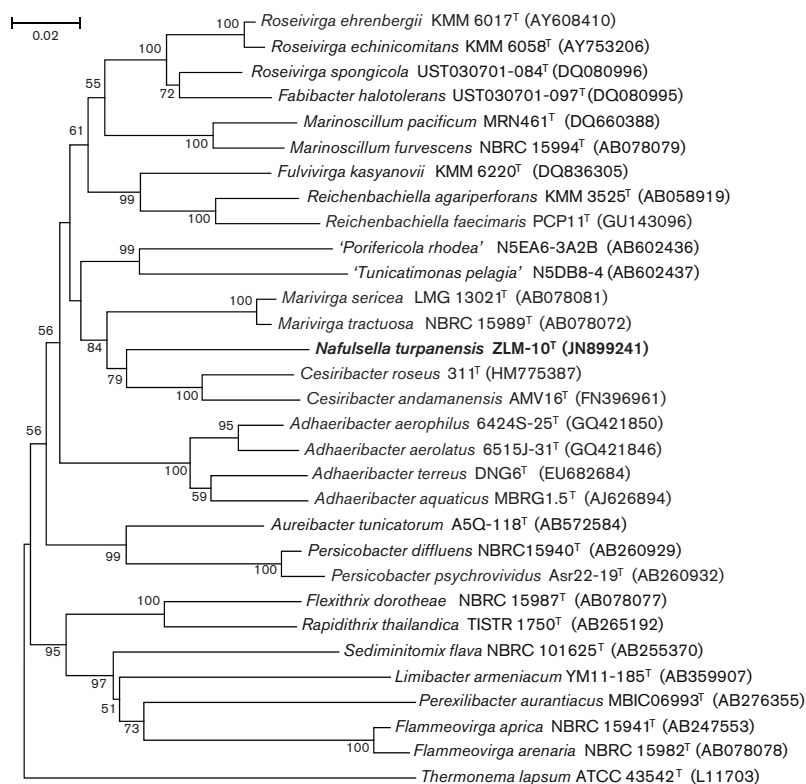 0.02
100
100
72
55
100
61
99
100
99
100
84
79
100
56
95
100
59
56
99
100
100
95
97
51
73
100
Roseivirga ehrenbergii KMM 6017ᵀ (AY608410)
Roseivirga echinicomitans KMM 6058ᵀ (AY753206)
Roseivirga spongicola UST030701-084ᵀ (DQ080996)
Fabibacter halotolerans UST030701-097ᵀ (DQ080995)
Marinoscillum pacificum MRN461ᵀ (DQ660388)
Marinoscillum furvescens NBRC 15994ᵀ (AB078079)
Fulvivirga kasyanovii KMM 6220ᵀ (DQ836305)
Reichenbachiella agariperforans KMM 3525ᵀ (AB058919)
Reichenbachiella faecimaris PCP11ᵀ (GU143096)
'Porifericola rhodea' N5EA6-3A2B (AB602436)
'Tunicatimonas pelagia' N5DB8-4 (AB602437)
Marivirga sericea LMG 13021ᵀ (AB078081)
Marivirga tractuosa NBRC 15989ᵀ (AB078072)
Nafulsella turpanensis ZLM-10ᵀ (JN899241)
Cesiribacter roseus 311ᵀ (HM775387)
Cesiribacter andamanensis AMV16ᵀ (FN396961)
Adhaeribacter aerophilus 6424S-25ᵀ (GQ421850)
Adhaeribacter aerolatus 6515J-31ᵀ (GQ421846)
Adhaeribacter terreus DNG6ᵀ (EU682684)
Adhaeribacter aquaticus MBRG1.5ᵀ (AJ626894)
Aureibacter tunicatorum A5Q-118ᵀ (AB572584)
Persicobacter diffluens NBRC15940ᵀ (AB260929)
Persicobacter psychrovividus Asr22-19ᵀ (AB260932)
Flexithrix dorotheae NBRC 15987ᵀ (AB078077)
Rapidithrix thailandica TISTR 1750ᵀ (AB265192)
Sediminitomix flava NBRC 101625ᵀ (AB255370)
Limibacter armeniacum YM11-185ᵀ (AB359907)
Perexilibacter aurantiacus MBIC06993ᵀ (AB276355)
Flammeovirga aprica NBRC 15941ᵀ (AB247553)
Flammeovirga arenaria NBRC 15982ᵀ (AB078078)
Thermonema lapsum ATCC 43542ᵀ (L11703)